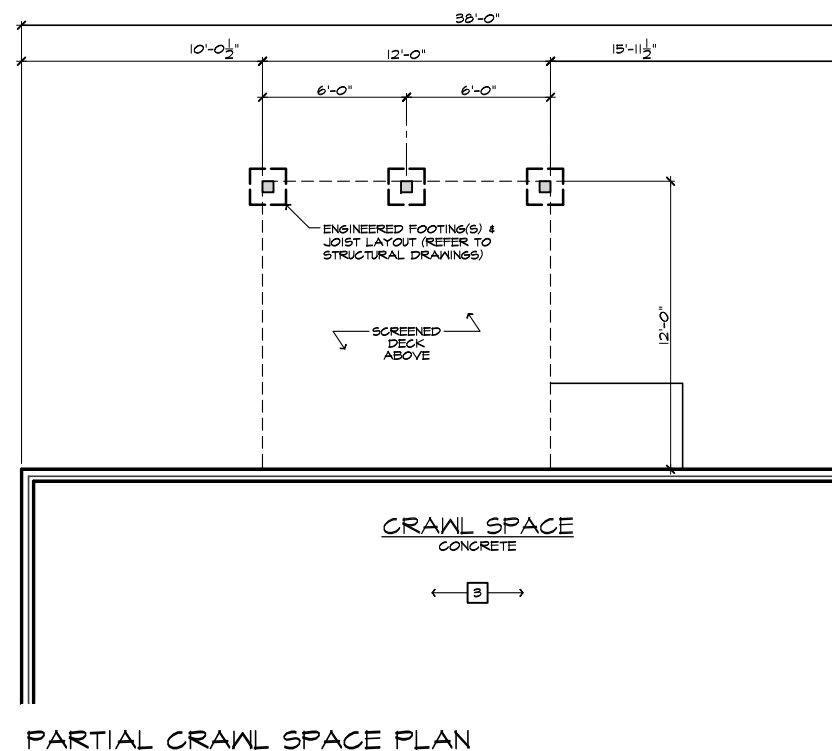 38'-0"
10'-0½" 12'-0" 15'-11½"
6'-0" 6'-0"
ENGINEERED FOOTING(S) &
JOIST LAYOUT (REFER TO
STRUCTURAL DRAWINGS)
12'-0"
SCREENED
DECK
ABOVE
CRAWL SPACE
CONCRETE
3
PARTIAL CRAWL SPACE PLAN